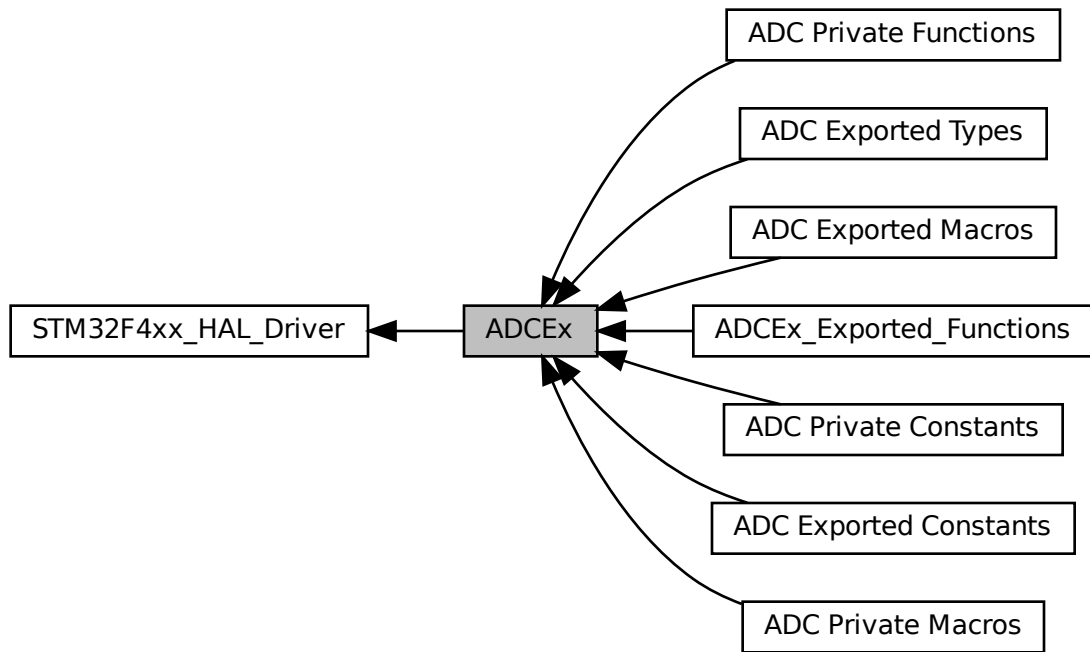 ADC Private Functions
ADC Exported Types
ADC Exported Macros
STM32F4xx_HAL_Driver
ADCEx
ADCEx_Exported_Functions
ADC Private Constants
ADC Exported Constants
ADC Private Macros